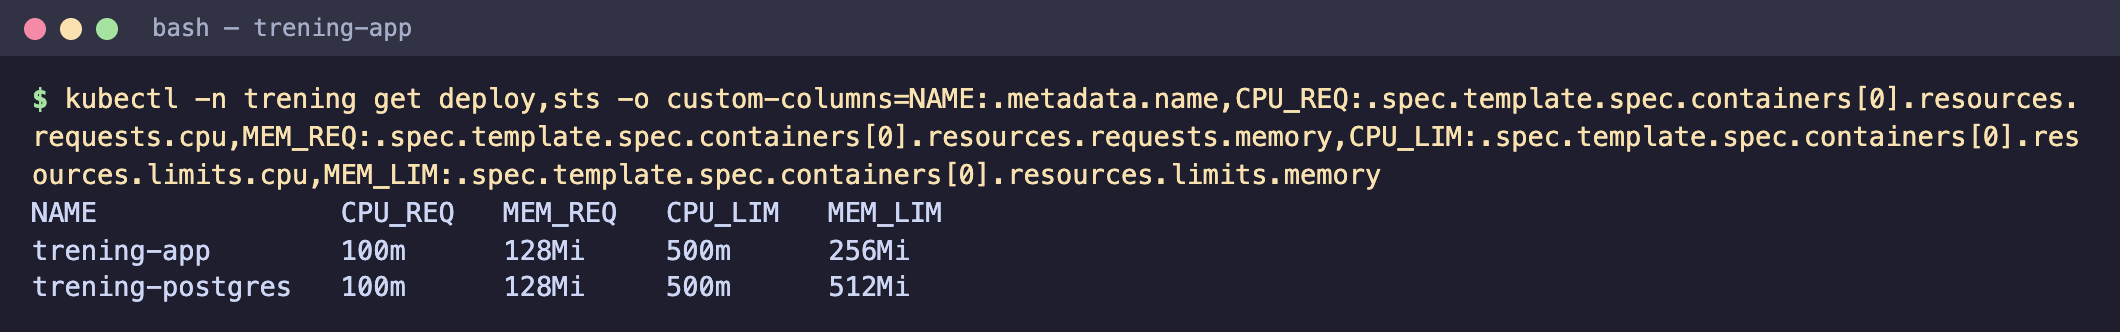 bash — trening-app
$ kubectl -n trening get deploy,sts -o custom-columns=NAME:.metadata.name,CPU_REQ:.spec.template.spec.containers[0].resources.
requests.cpu,MEM_REQ:.spec.template.spec.containers[0].resources.requests.memory,CPU_LIM:.spec.template.spec.containers[0].res
ources.limits.cpu,MEM_LIM:.spec.template.spec.containers[0].resources.limits.memory
NAME               CPU_REQ   MEM_REQ   CPU_LIM   MEM_LIM
trening-app        100m      128Mi     500m      256Mi
trening-postgres   100m      128Mi     500m      512Mi